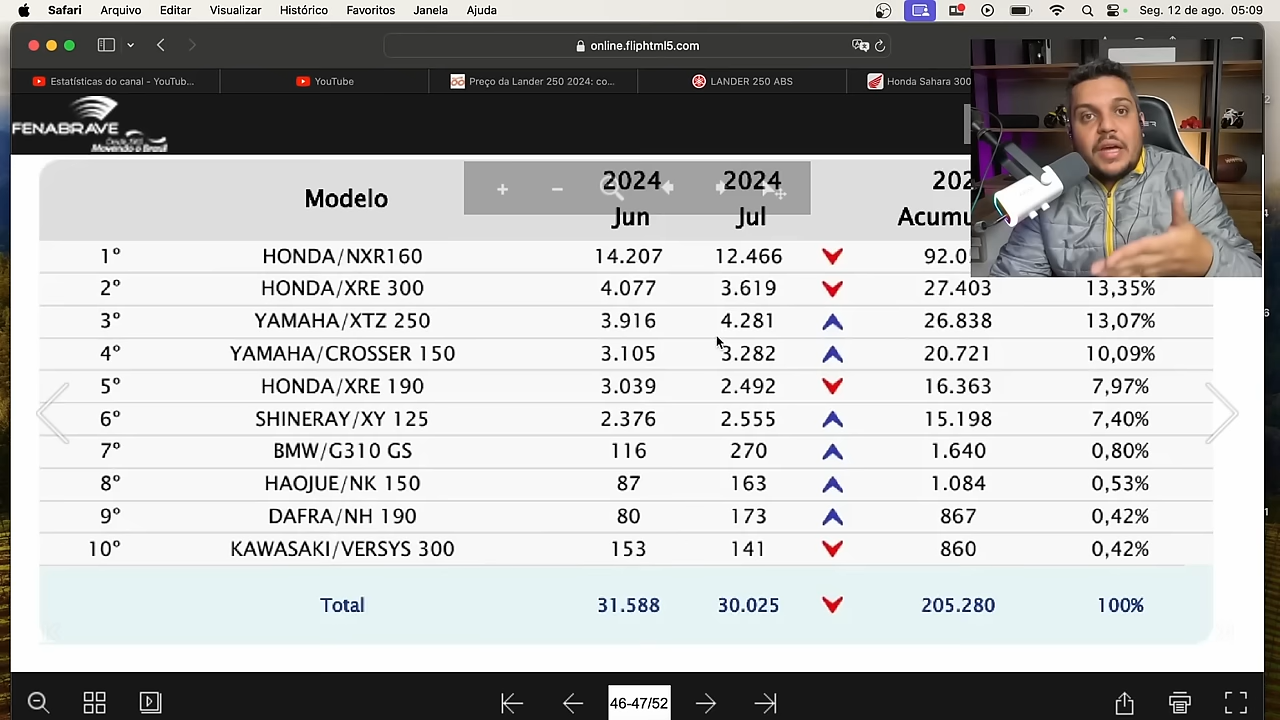 Safari Arquivo Editar Visualizar Histórico Favoritos Janela Ajuda Seg. 12 de ago. 05:09
online.fliphtml5.com
Estatísticas do canal - YouTub... YouTube Preço da Lander 250 2024: co... LANDER 250 ABS Honda Sahara 300
FENABRAVE
Movendo o Brasil
Modelo 2024 Jun 2024 Jul Acumu
1º HONDA/NXR160 14.207 12.466 92.0
2º HONDA/XRE 300 4.077 3.619 27.403 13,35%
3º YAMAHA/XTZ 250 3.916 4.281 26.838 13,07%
4º YAMAHA/CROSSER 150 3.105 3.282 20.721 10,09%
5º HONDA/XRE 190 3.039 2.492 16.363 7,97%
6º SHINERAY/XY 125 2.376 2.555 15.198 7,40%
7º BMW/G310 GS 116 270 1.640 0,80%
8º HAOJUE/NK 150 87 163 1.084 0,53%
9º DAFRA/NH 190 80 173 867 0,42%
10º KAWASAKI/VERSYS 300 153 141 860 0,42%
Total 31.588 30.025 205.280 100%
46-47/52